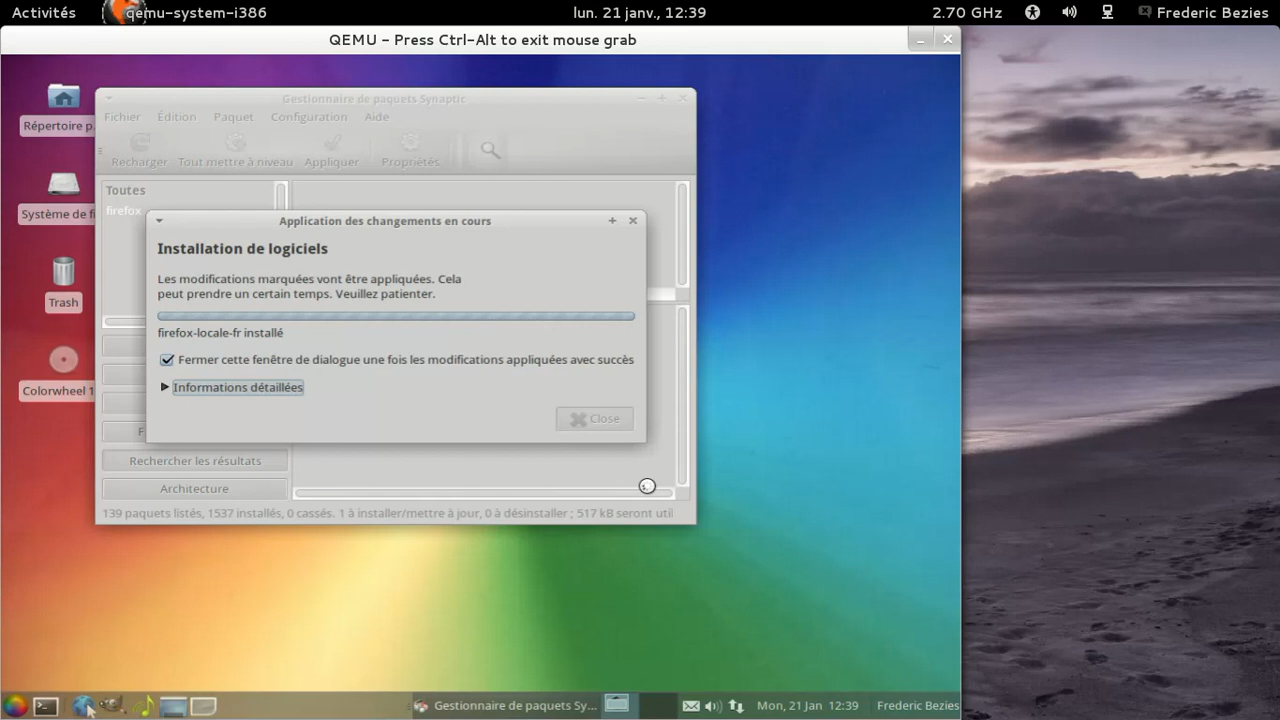 Activités
qemu-system-i386
lun. 21 janv., 12:39
2.70 GHz
Frederic Bezies
QEMU - Press Ctrl-Alt to exit mouse grab
Répertoire p
Système de fi
Trash
Colorwheel 1
Gestionnaire de paquets Synaptic
Fichier Édition Paquet Configuration Aide
Recharger Tout mettre à niveau Appliquer Propriétés
Toutes
firefox
Application des changements en cours
Installation de logiciels
Les modifications marquées vont être appliquées. Cela
peut prendre un certain temps. Veuillez patienter.
firefox-locale-fr installé
Fermer cette fenêtre de dialogue une fois les modifications appliquées avec succès
Informations détaillées
Close
F
Rechercher les résultats
Architecture
139 paquets listés, 1537 installés, 0 cassés. 1 à installer/mettre à jour, 0 à désinstaller ; 517 kB seront util
Gestionnaire de paquets Sy...
Mon, 21 Jan 12:39
Frederic Bezies